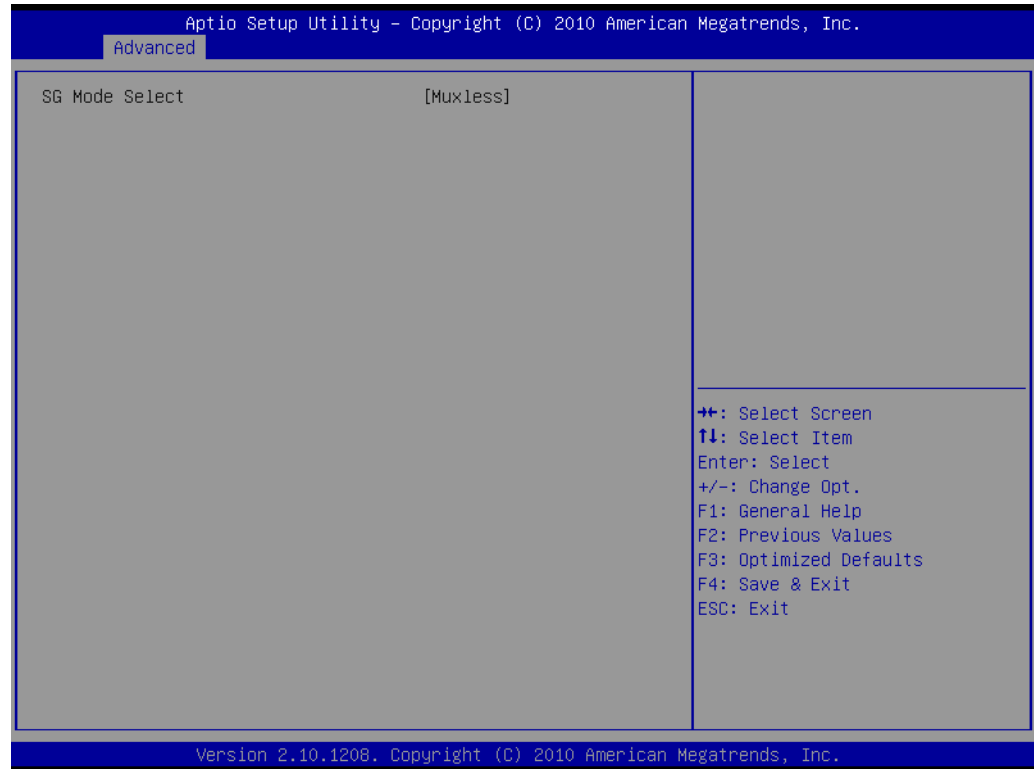 Aptio Setup Utility – Copyright (C) 2010 American Megatrends, Inc.
Advanced
SG Mode Select [Muxless]
→←: Select Screen
↑↓: Select Item
Enter: Select
+/-: Change Opt.
F1: General Help
F2: Previous Values
F3: Optimized Defaults
F4: Save & Exit
ESC: Exit
Version 2.10.1208. Copyright (C) 2010 American Megatrends, Inc.